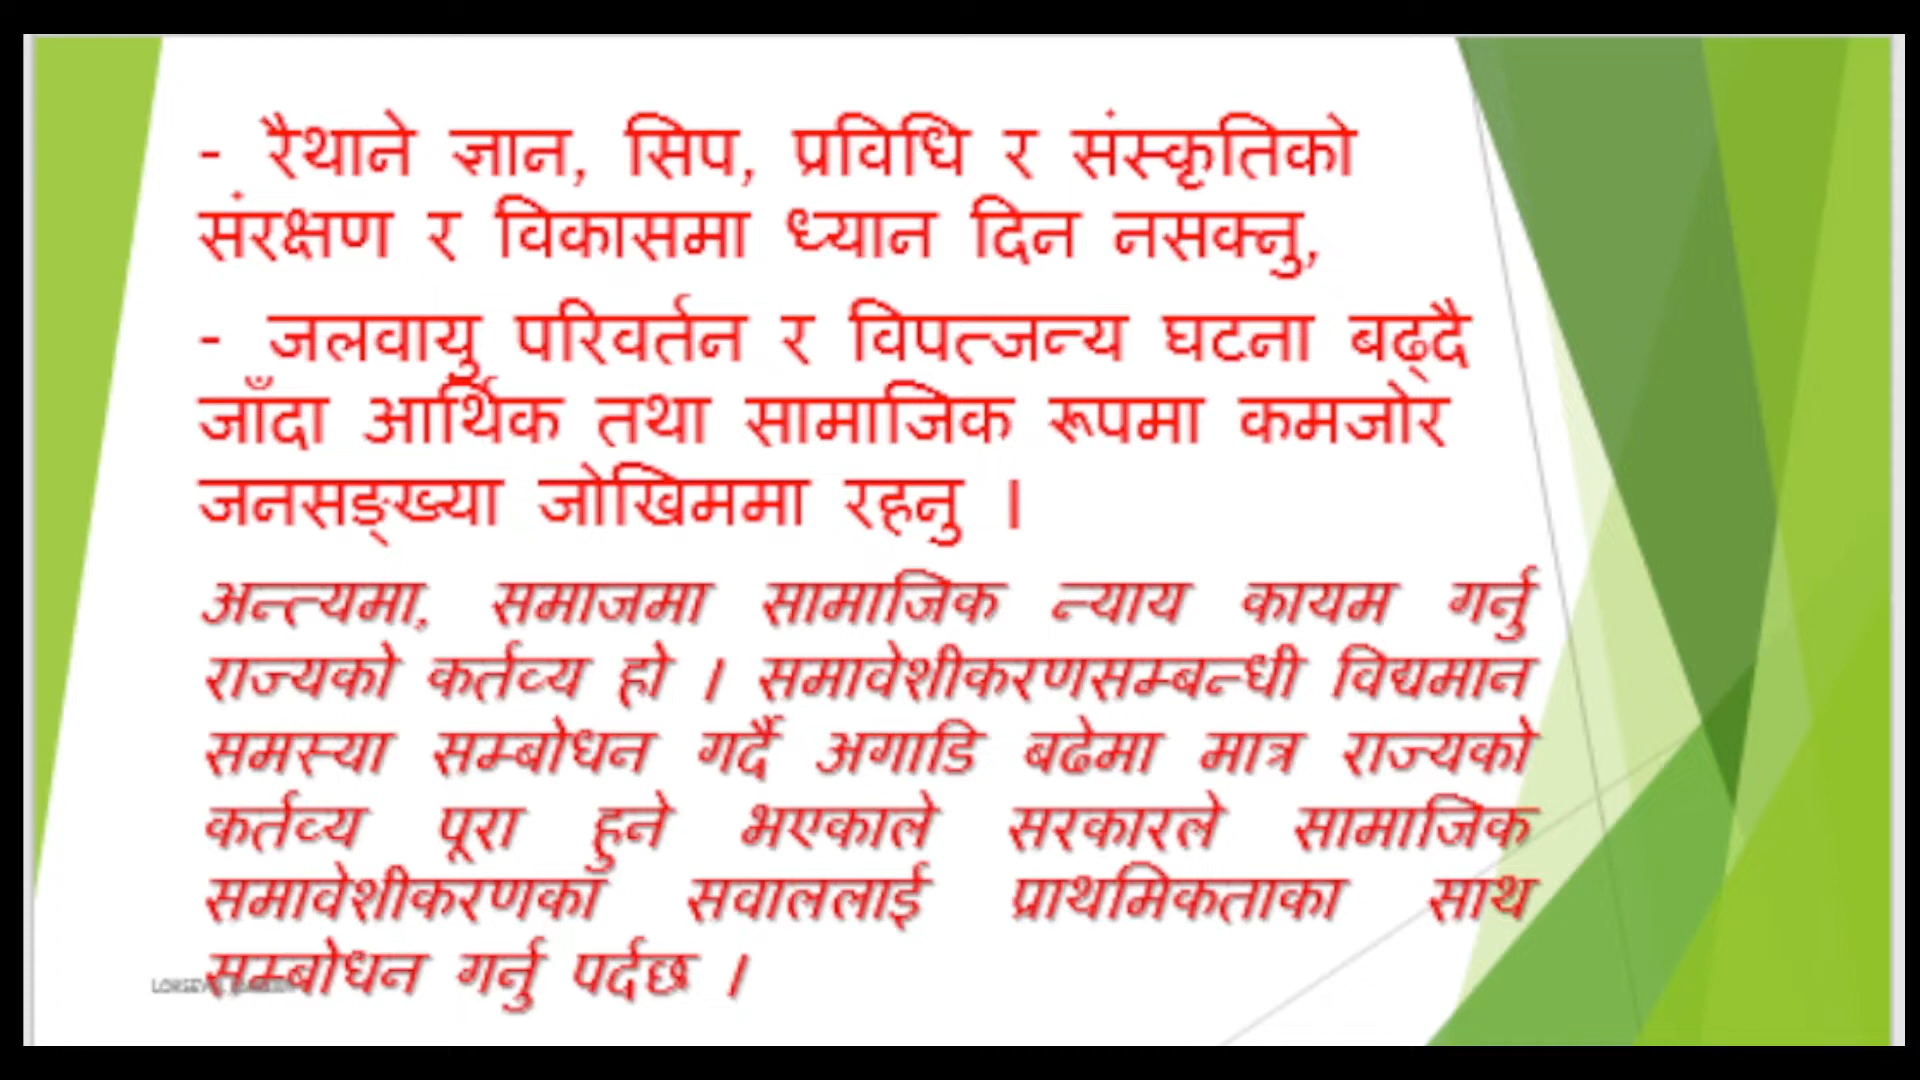 - रैथाने ज्ञान, सिप, प्रविधि र संस्कृतिको
संरक्षण र विकासमा ध्यान दिन नसक्नु,
- जलवायु परिवर्तन र विपत्जन्य घटना बढ्दै
जाँदा आर्थिक तथा सामाजिक रूपमा कमजोर
जनसङ्ख्या जोखिममा रहनु ।
अन्त्यमा, समाजमा सामाजिक न्याय कायम गर्नु
राज्यको कर्तव्य हो । समावेशीकरणसम्बन्धी विद्यमान
समस्या सम्बोधन गर्दै अगाडि बढेमा मात्र राज्यको
कर्तव्य पूरा हुने भएकाले सरकारले सामाजिक
समावेशीकरणका सवाललाई प्राथमिकताका साथ
सम्बोधन गर्नु पर्दछ ।